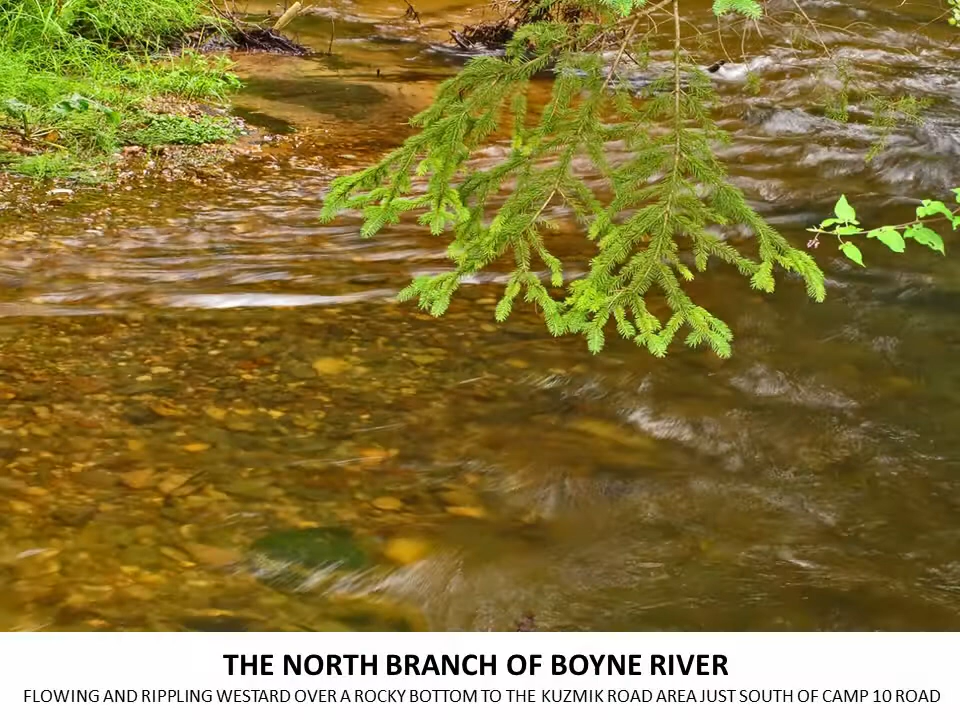 THE NORTH BRANCH OF BOYNE RIVER
FLOWING AND RIPPLING WESTARD OVER A ROCKY BOTTOM TO THE KUZMIK ROAD AREA JUST SOUTH OF CAMP 10 ROAD